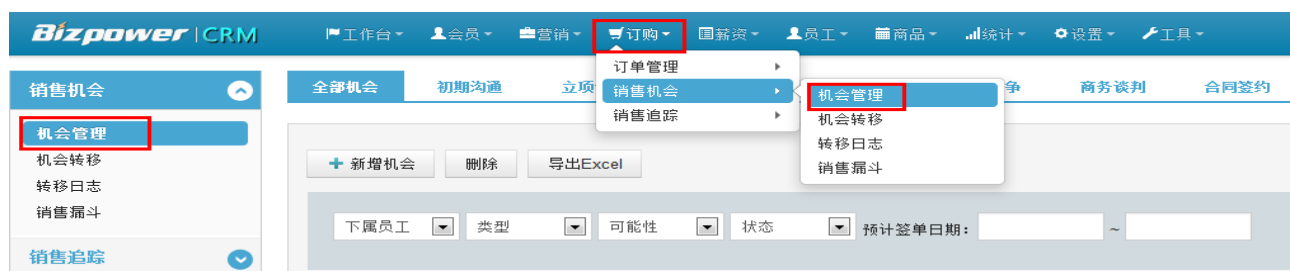 Bizpower | CRM 工作台 会员 营销 订购 薪资 员工 商品 统计 设置 工具
销售机会
机会管理
机会转移
转移日志
销售漏斗
销售追踪
全部机会 初期沟通 立项 争 商务谈判 合同签约
订单管理
销售机会
销售追踪
机会管理
机会转移
转移日志
销售漏斗
+ 新增机会 删除 导出Excel
下属员工 类型 可能性 状态 预计签单日期: ~